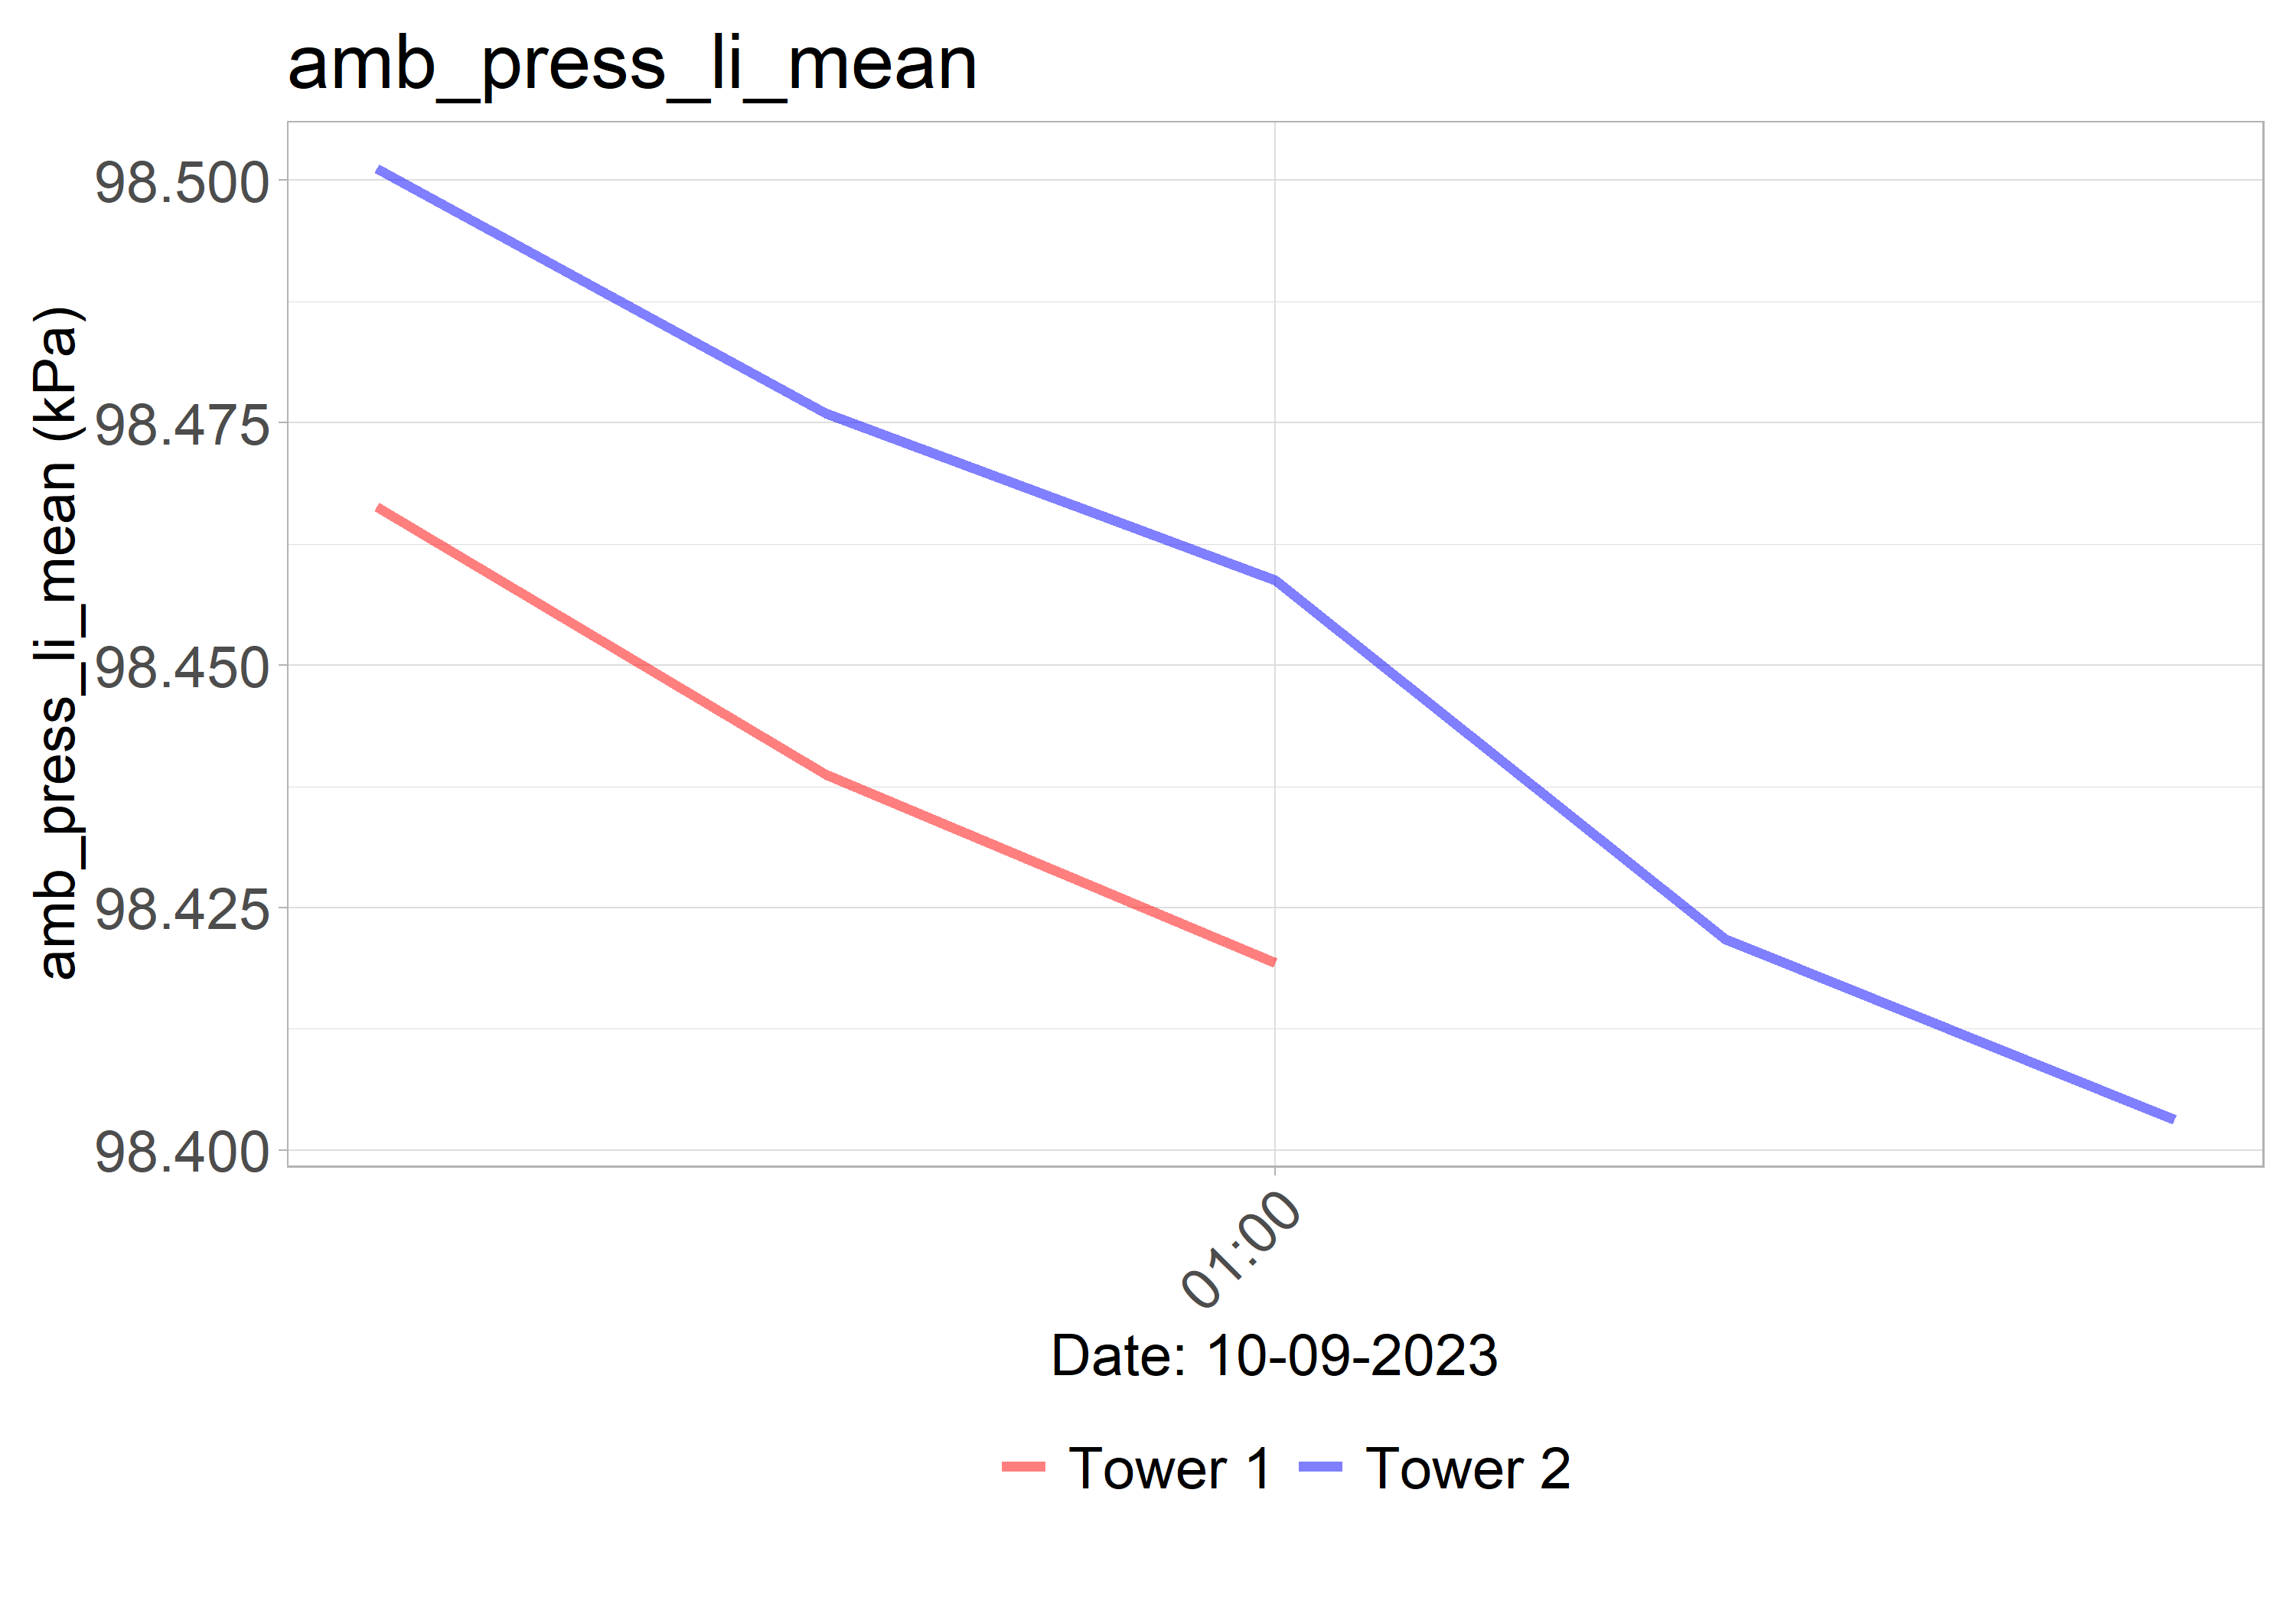 amb_press_li_mean
amb_press_li_mean (kPa)
98.500
98.475
98.450
98.425
98.400
01:00
Date: 10-09-2023
Tower 1 Tower 2